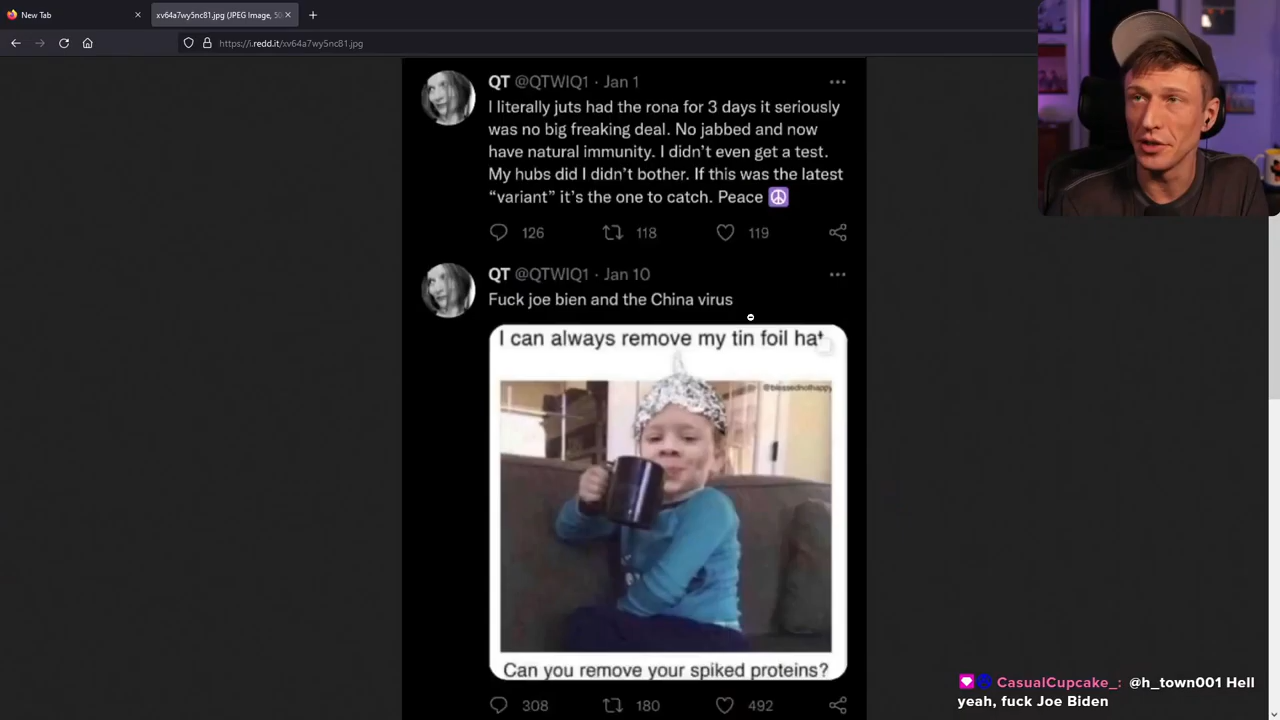 New Tab
xv64a7wy5nc81.jpg (JPEG Image, 50
https://i.redd.it/xv64a7wy5nc81.jpg
QT @QTWIQ1 · Jan 1
I literally juts had the rona for 3 days it seriously
was no big freaking deal. No jabbed and now
have natural immunity. I didn't even get a test.
My hubs did I didn't bother. If this was the latest
“variant” it's the one to catch. Peace ☮
126 118 119
QT @QTWIQ1 · Jan 10
Fuck joe bien and the China virus
I can always remove my tin foil hat
@blessednothappy
Can you remove your spiked proteins?
308 180 492
CasualCupcake_: @h_town001 Hell
yeah, fuck Joe Biden